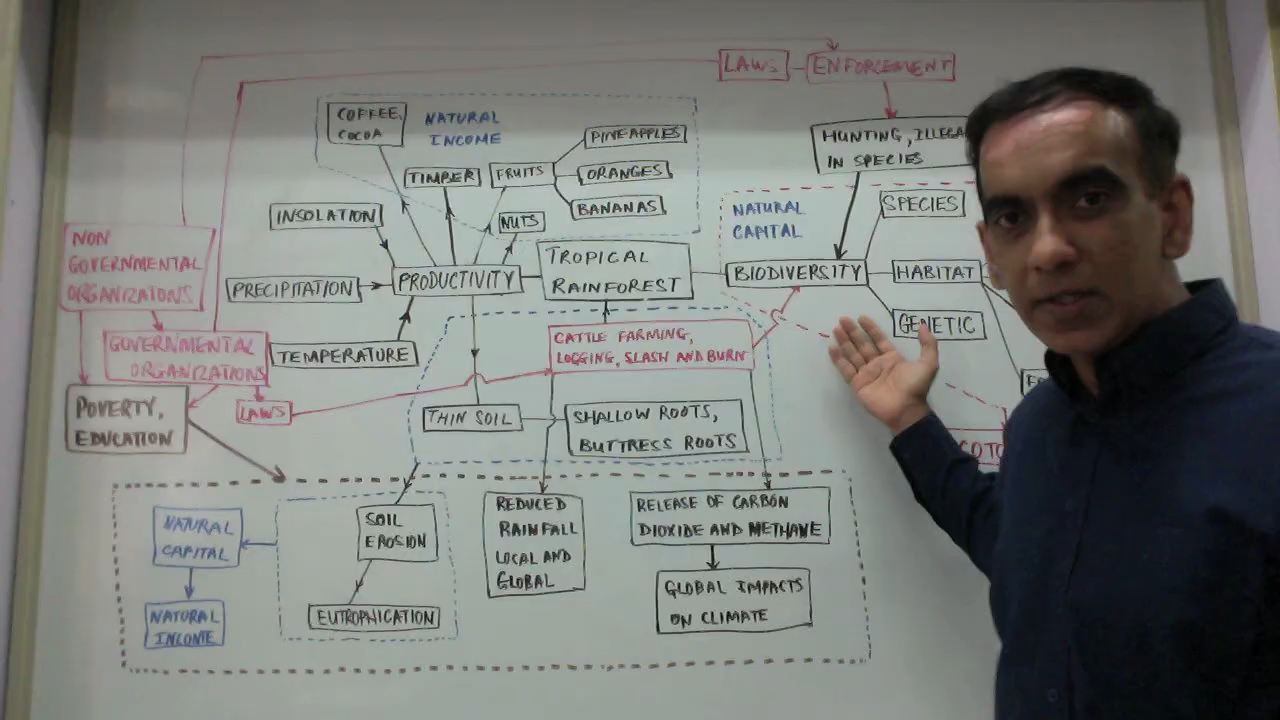 LAWS
ENFORCEMENT
HUNTING, ILLEGA
IN SPECIES
COFFEE,
COCOA
NATURAL
INCOME
PINEAPPLES
TIMBER
FRUITS
ORANGES
BANANAS
NUTS
INSOLATION
NATURAL
CAPITAL
SPECIES
NON
GOVERNMENTAL
ORGANIZATIONS
PRECIPITATION
PRODUCTIVITY
TROPICAL
RAINFOREST
BIODIVERSITY
HABITAT
GENETIC
GOVERNMENTAL
ORGANIZATIONS
TEMPERATURE
CATTLE FARMING,
LOGGING, SLASH AND BURN
POVERTY,
EDUCATION
LAWS
THIN SOIL
SHALLOW ROOTS,
BUTTRESS ROOTS
NATURAL
CAPITAL
SOIL
EROSION
REDUCED
RAINFALL
LOCAL AND
GLOBAL
RELEASE OF CARBON
DIOXIDE AND METHANE
NATURAL
INCOME
EUTROPHICATION
GLOBAL IMPACTS
ON CLIMATE